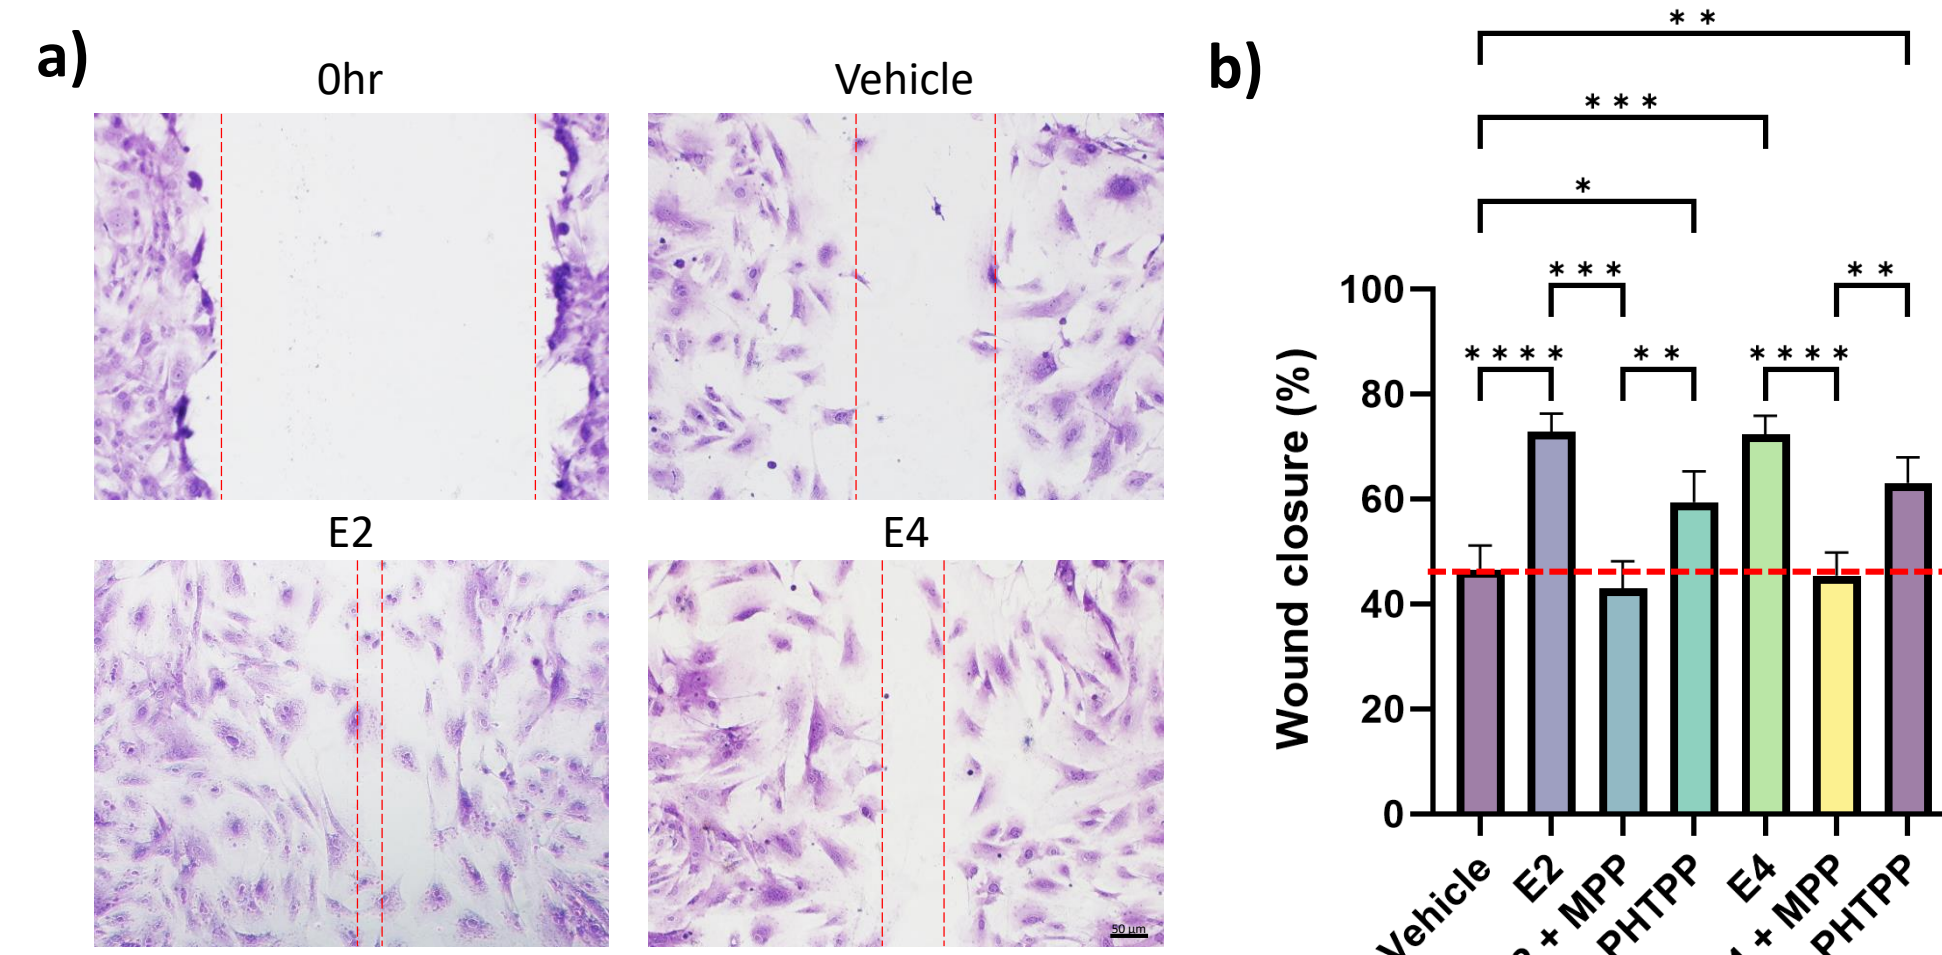 a)
0hr
Vehicle
E2
E4
50 µm
b)
* *
* * *
*
* * *
* *
* * * *
* *
* * * *
Wound closure (%)
100
80
60
40
20
0
Vehicle
E2
+ MPP
PHTPP
E4
+ MPP
PHTPP